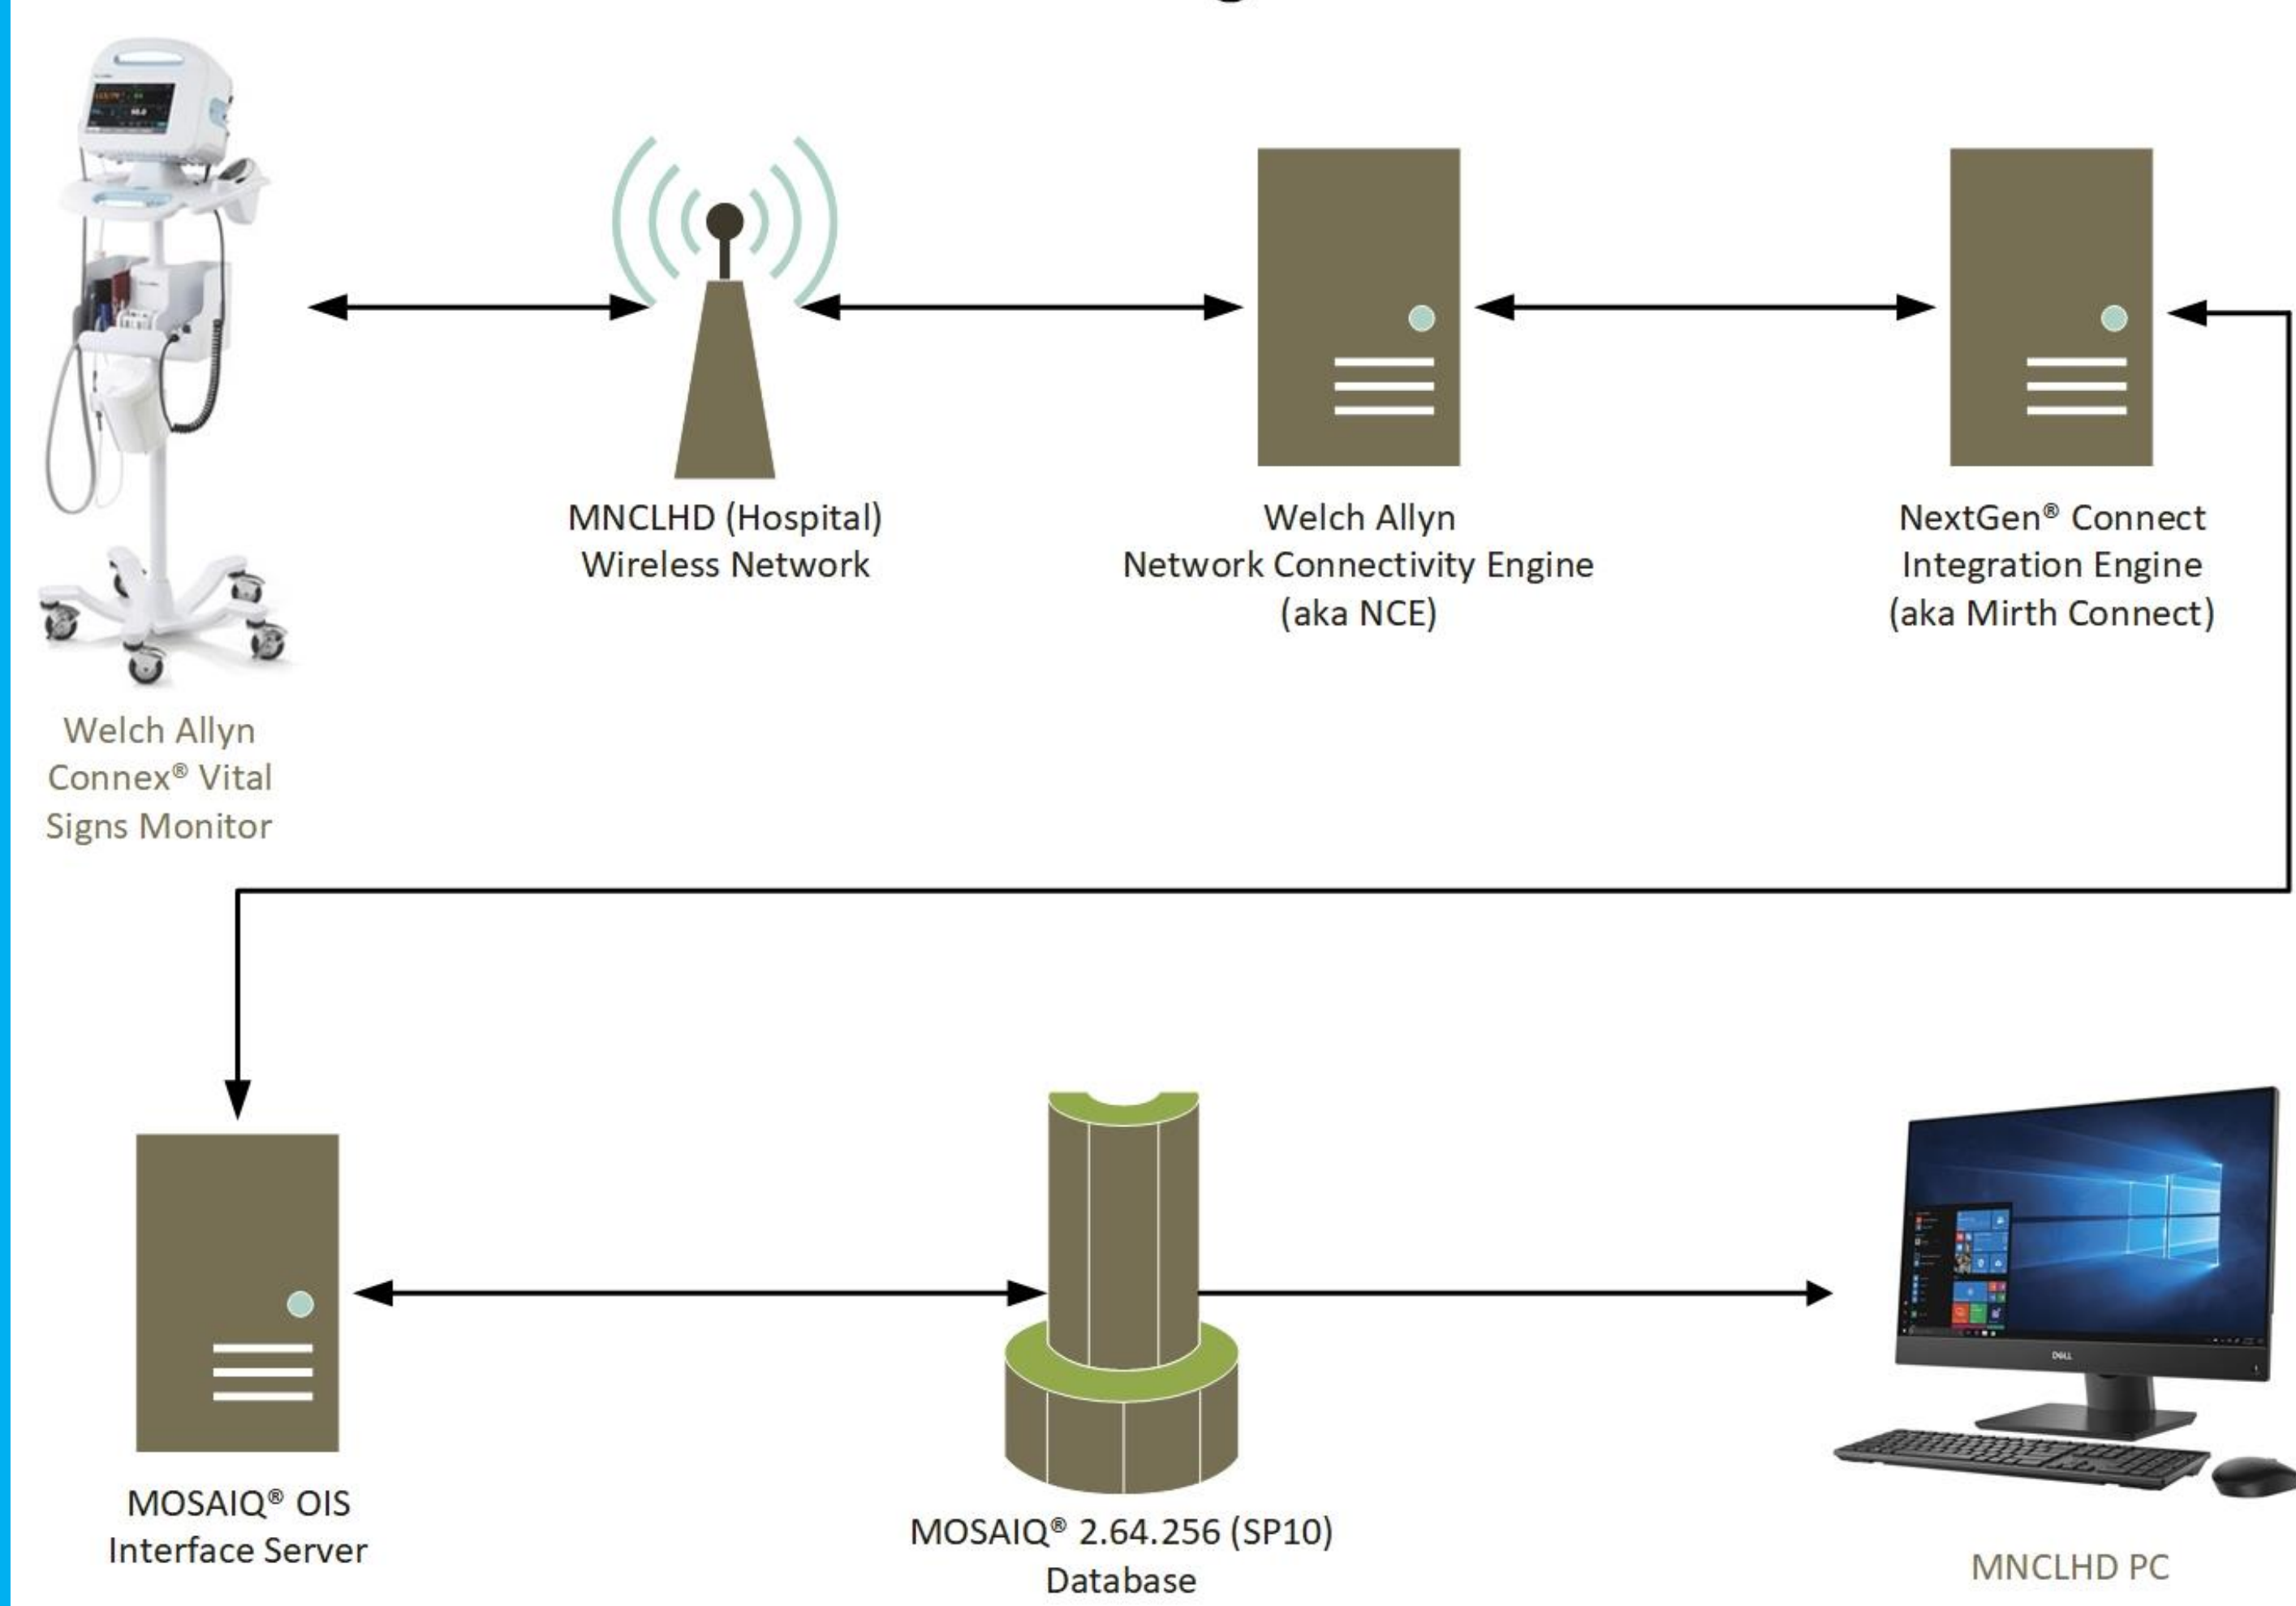 MNCLHD (Hospital)
Wireless Network
Welch Allyn
Network Connectivity Engine
(aka NCE)
NextGen® Connect
Integration Engine
(aka Mirth Connect)
Welch Allyn
Connex® Vital
Signs Monitor
MOSAIQ® OIS
Interface Server
MOSAIQ® 2.64.256 (SP10)
Database
DELL
MNCLHD PC